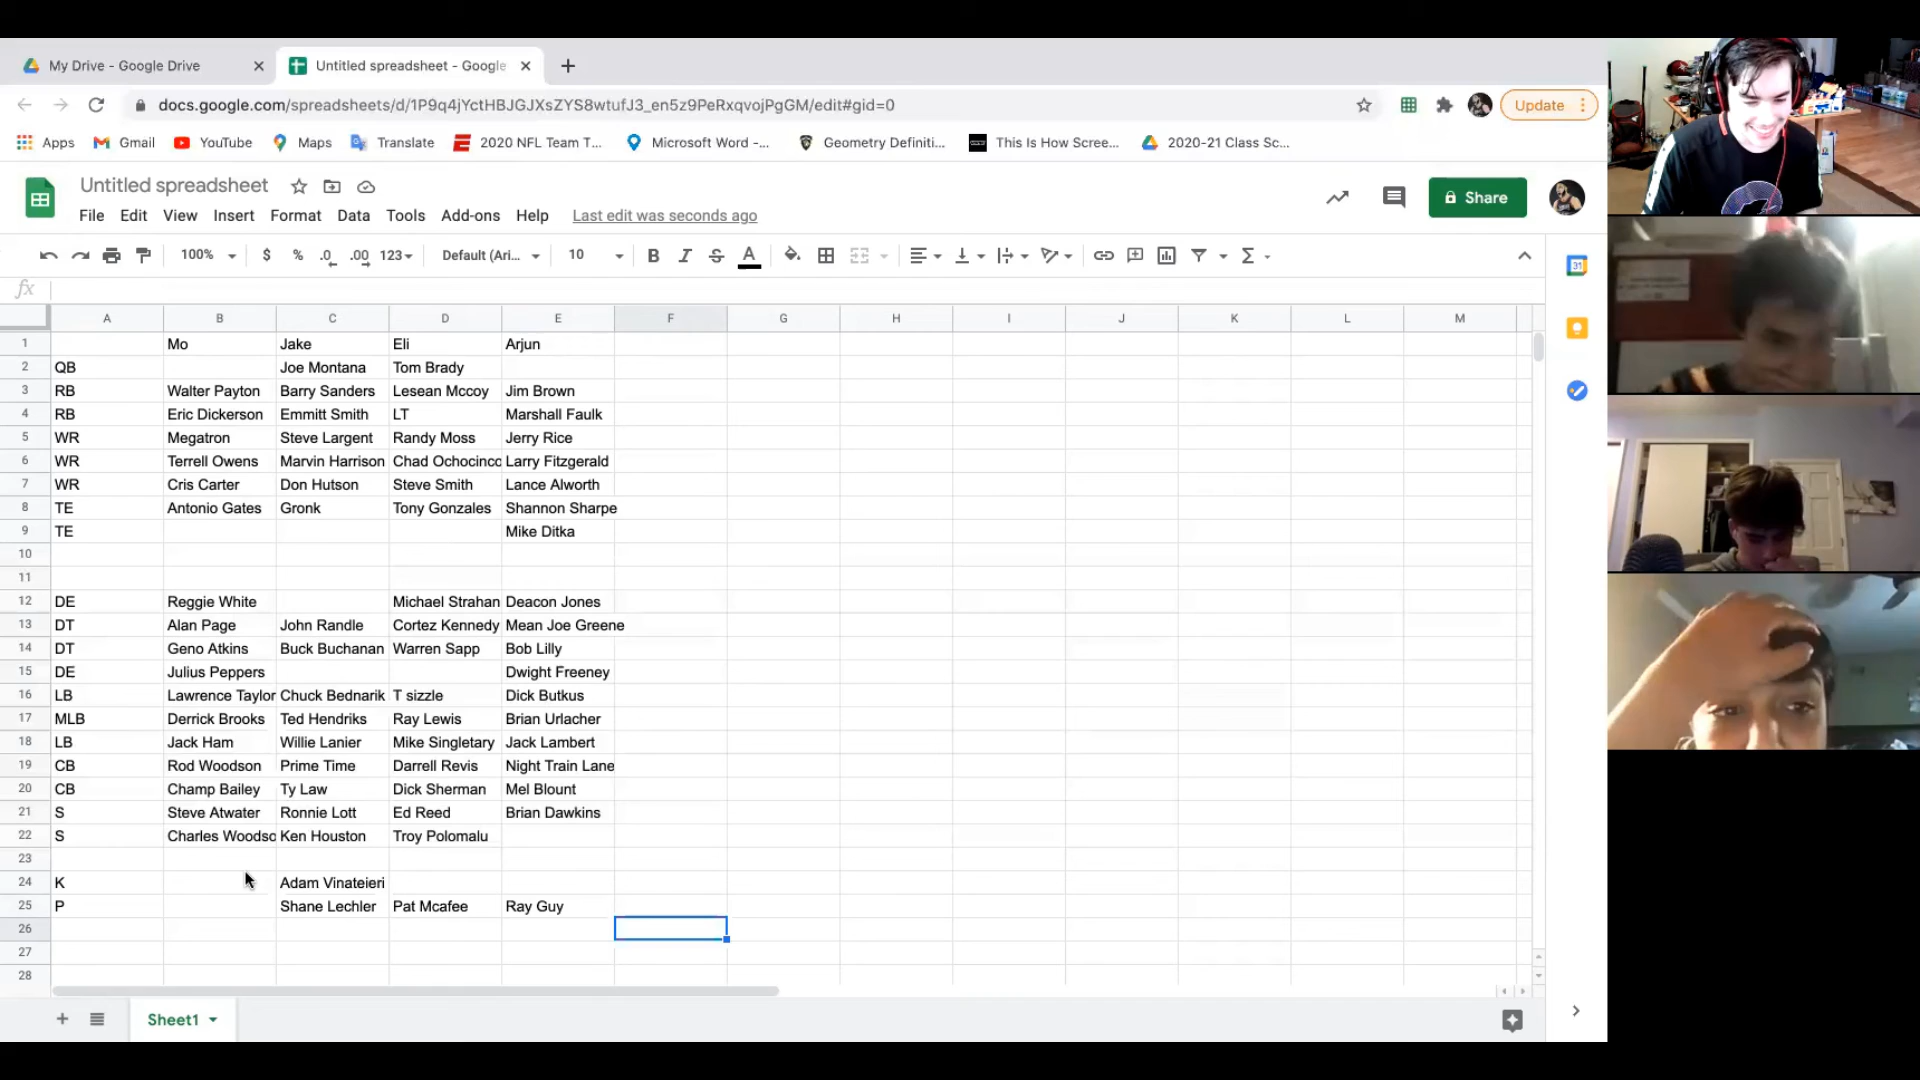 My Drive - Google Drive
Untitled spreadsheet - Google
docs.google.com/spreadsheets/d/1P9q4jYctHBJGJXsZYS8wtufJ3_en5z9PeRxqvojPgGM/edit#gid=0
Update
Apps Gmail YouTube Maps Translate 2020 NFL Team T... Microsoft Word -... Geometry Definiti... This Is How Scree... 2020-21 Class Sc...
Untitled spreadsheet
File Edit View Insert Format Data Tools Add-ons Help Last edit was seconds ago
Share
100% $ % .0 .00 123 Default (Ari... 10 B I S A
fx
A B C D E F G H I J K L M
1 Mo Jake Eli Arjun
2 QB Joe Montana Tom Brady
3 RB Walter Payton Barry Sanders Lesean Mccoy Jim Brown
4 RB Eric Dickerson Emmitt Smith LT Marshall Faulk
5 WR Megatron Steve Largent Randy Moss Jerry Rice
6 WR Terrell Owens Marvin Harrison Chad Ochocinco Larry Fitzgerald
7 WR Cris Carter Don Hutson Steve Smith Lance Alworth
8 TE Antonio Gates Gronk Tony Gonzales Shannon Sharpe
9 TE Mike Ditka
10
11
12 DE Reggie White Michael Strahan Deacon Jones
13 DT Alan Page John Randle Cortez Kennedy Mean Joe Greene
14 DT Geno Atkins Buck Buchanan Warren Sapp Bob Lilly
15 DE Julius Peppers Dwight Freeney
16 LB Lawrence Taylor Chuck Bednarik T sizzle Dick Butkus
17 MLB Derrick Brooks Ted Hendriks Ray Lewis Brian Urlacher
18 LB Jack Ham Willie Lanier Mike Singletary Jack Lambert
19 CB Rod Woodson Prime Time Darrell Revis Night Train Lane
20 CB Champ Bailey Ty Law Dick Sherman Mel Blount
21 S Steve Atwater Ronnie Lott Ed Reed Brian Dawkins
22 S Charles Woodso Ken Houston Troy Polomalu
23
24 K Adam Vinateieri
25 P Shane Lechler Pat Mcafee Ray Guy
26
27
28
Sheet1
31